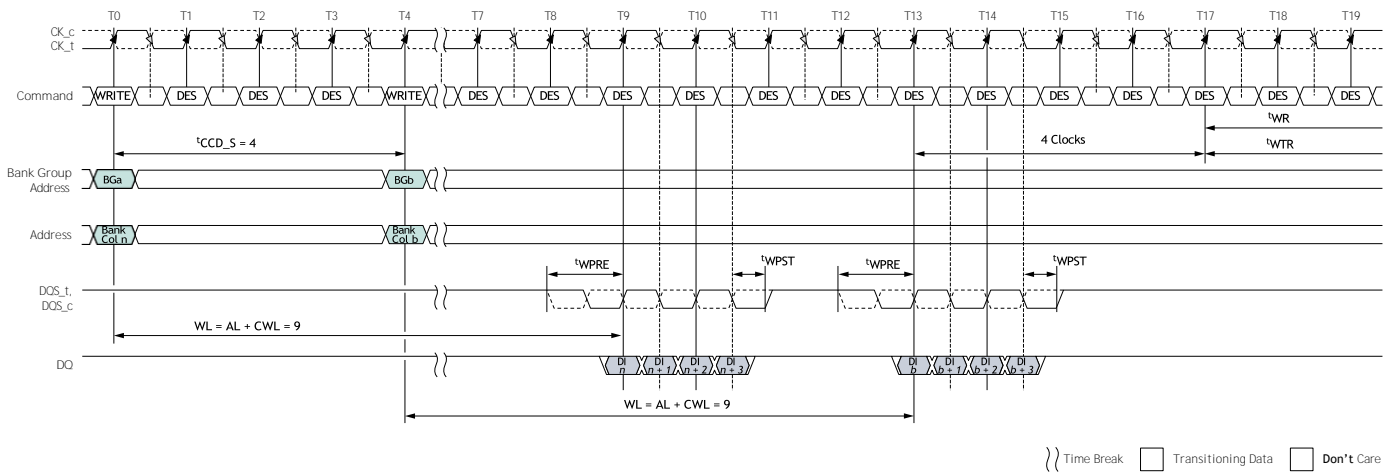 T0 T1 T2 T3 T4 T7 T8 T9 T10 T11 T12 T13 T14 T15 T16 T17 T18 T19
CK_c
CK_t
Command WRITE DES DES DES WRITE DES DES DES DES DES DES DES DES DES DES DES DES DES
tWR
tCCD_S = 4 4 Clocks tWTR
Bank Group
Address BGa BGb
Address Bank
Col n Bank
Col b
tWPRE tWPST tWPRE tWPST
DQS_t,
DQS_c
WL = AL + CWL = 9
DQ DI
n DI
n + 1 DI
n + 2 DI
n + 3 DI
b DI
b + 1 DI
b + 2 DI
b + 3
WL = AL + CWL = 9
Time Break Transitioning Data Don't Care